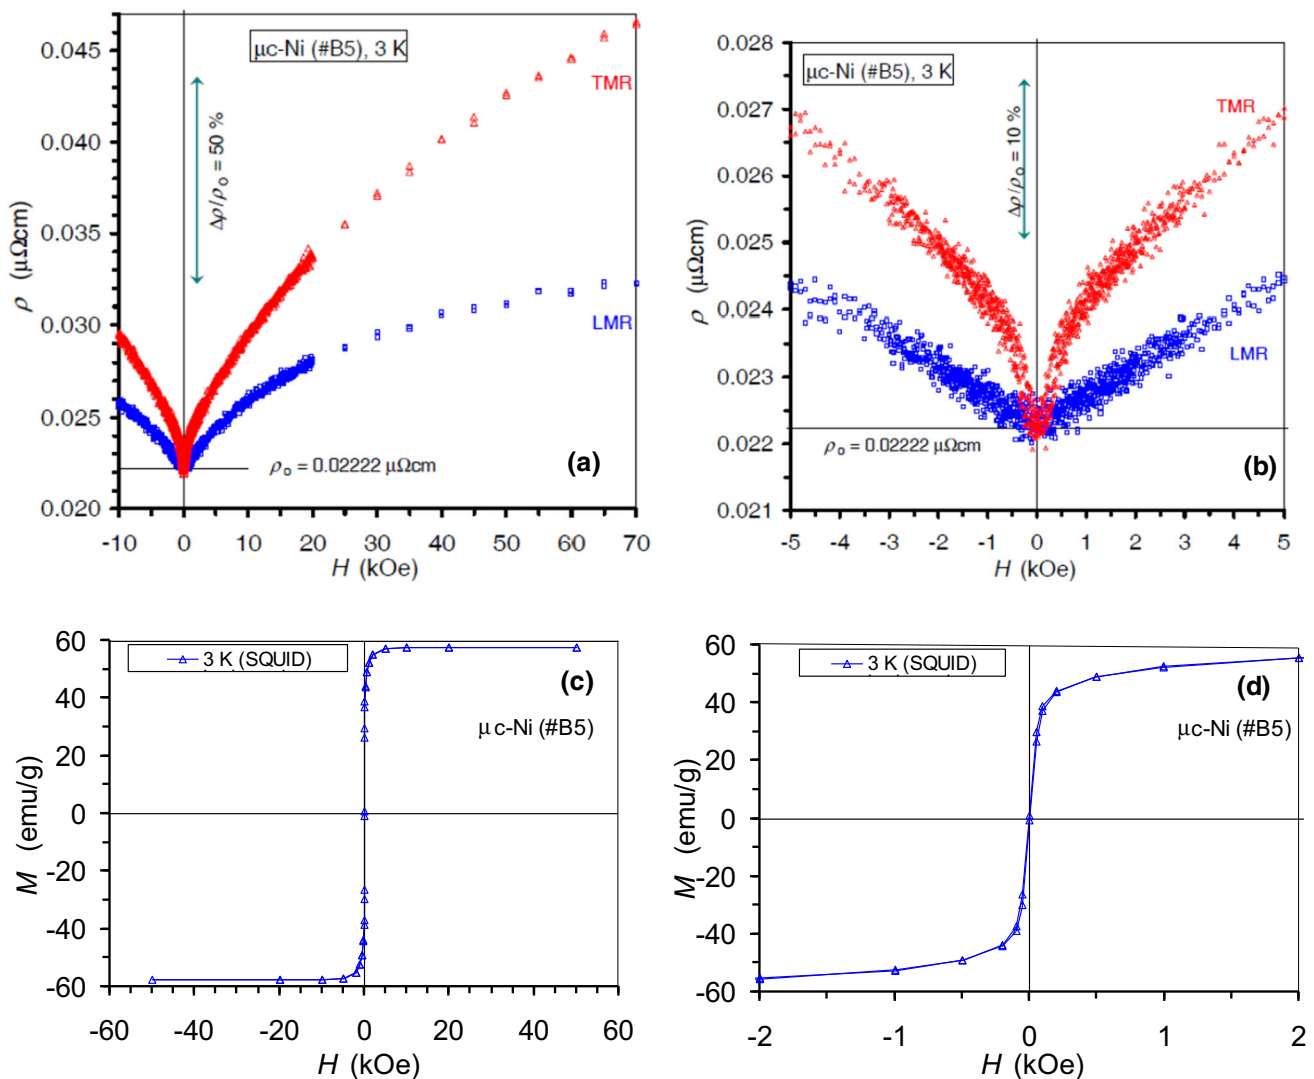 μc-Ni (#B5), 3 K
TMR
Δρ/ρₒ = 50 %
LMR
ρₒ = 0.02222 μΩcm
(a)
ρ (μΩcm)
0.045
0.040
0.035
0.030
0.025
0.020
-10 0 10 20 30 40 50 60 70
H (kOe)
μc-Ni (#B5), 3 K
TMR
Δρ/ρₒ = 10 %
LMR
ρₒ = 0.02222 μΩcm
(b)
ρ (μΩcm)
0.028
0.027
0.026
0.025
0.024
0.023
0.022
0.021
-5 -4 -3 -2 -1 0 1 2 3 4 5
H (kOe)
3 K (SQUID)
(c)
μc-Ni (#B5)
M (emu/g)
60
40
20
0
-20
-40
-60
-60 -40 -20 0 20 40 60
H (kOe)
3 K (SQUID)
(d)
μc-Ni (#B5)
M (emu/g)
60
40
20
0
-20
-40
-60
-2 -1 0 1 2
H (kOe)